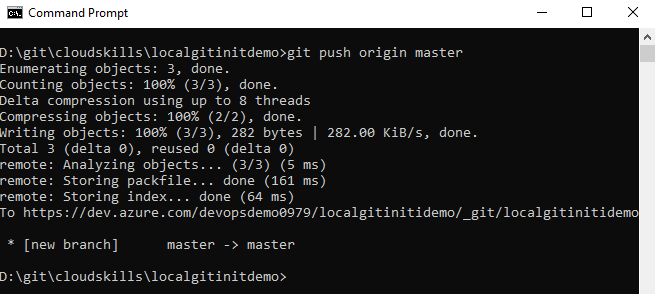 Command Prompt
D:\git\cloudskills\localgitinitdemo>git push origin master
Enumerating objects: 3, done.
Counting objects: 100% (3/3), done.
Delta compression using up to 8 threads
Compressing objects: 100% (2/2), done.
Writing objects: 100% (3/3), 282 bytes | 282.00 KiB/s, done.
Total 3 (delta 0), reused 0 (delta 0)
remote: Analyzing objects... (3/3) (5 ms)
remote: Storing packfile... done (161 ms)
remote: Storing index... done (64 ms)
To https://dev.azure.com/devopsdemo0979/localgitinitidemo/_git/localgitinitidemo
* [new branch]      master -> master
D:\git\cloudskills\localgitinitdemo>